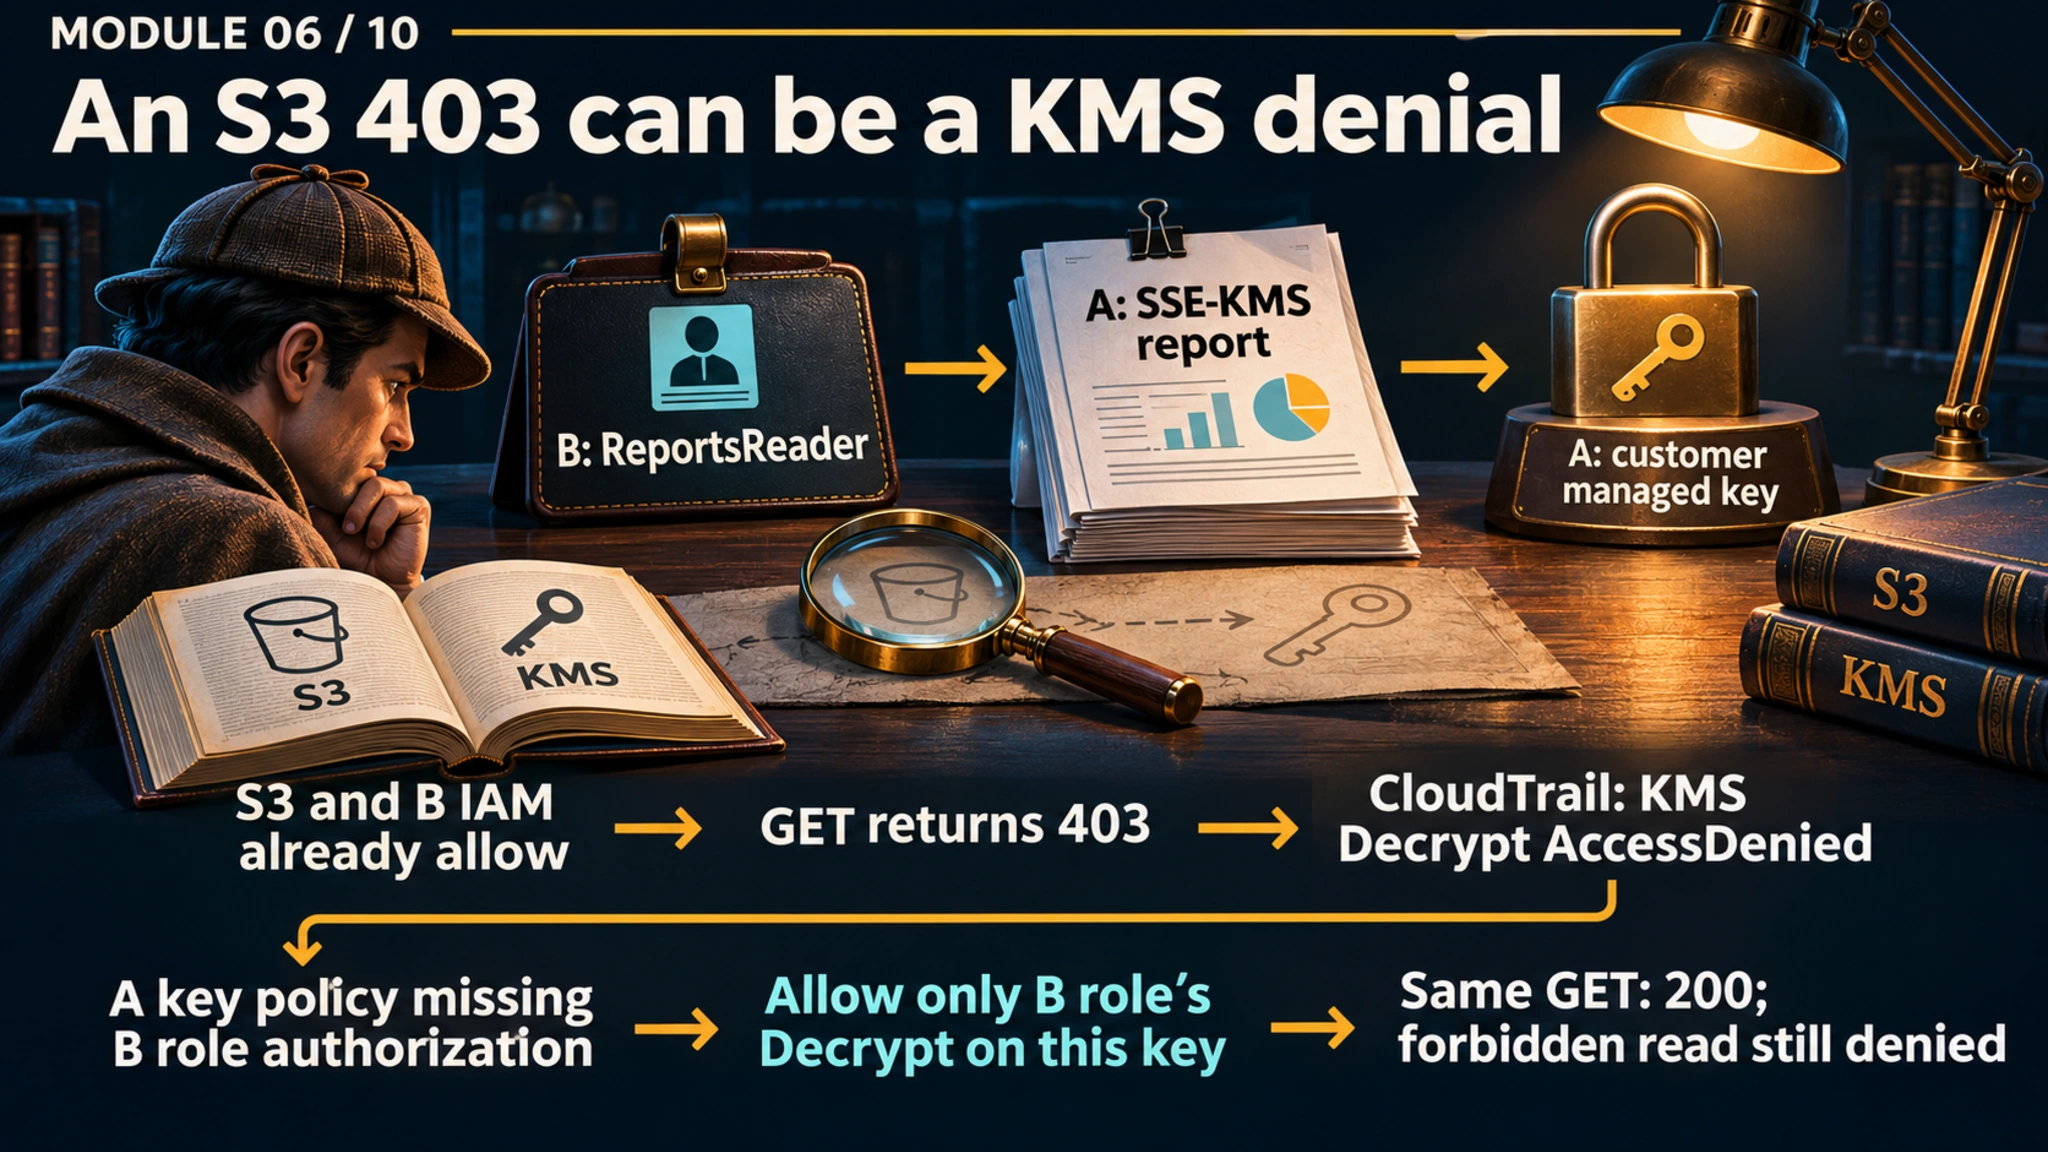 MODULE 06 / 10
An S3 403 can be a KMS denial
B: ReportsReader
A: SSE-KMS
report
A: customer
managed key
S3
KMS
S3
KMS
S3 and B IAM
already allow
GET returns 403
CloudTrail: KMS
Decrypt AccessDenied
A key policy missing
B role authorization
Allow only B role's
Decrypt on this key
Same GET: 200;
forbidden read still denied